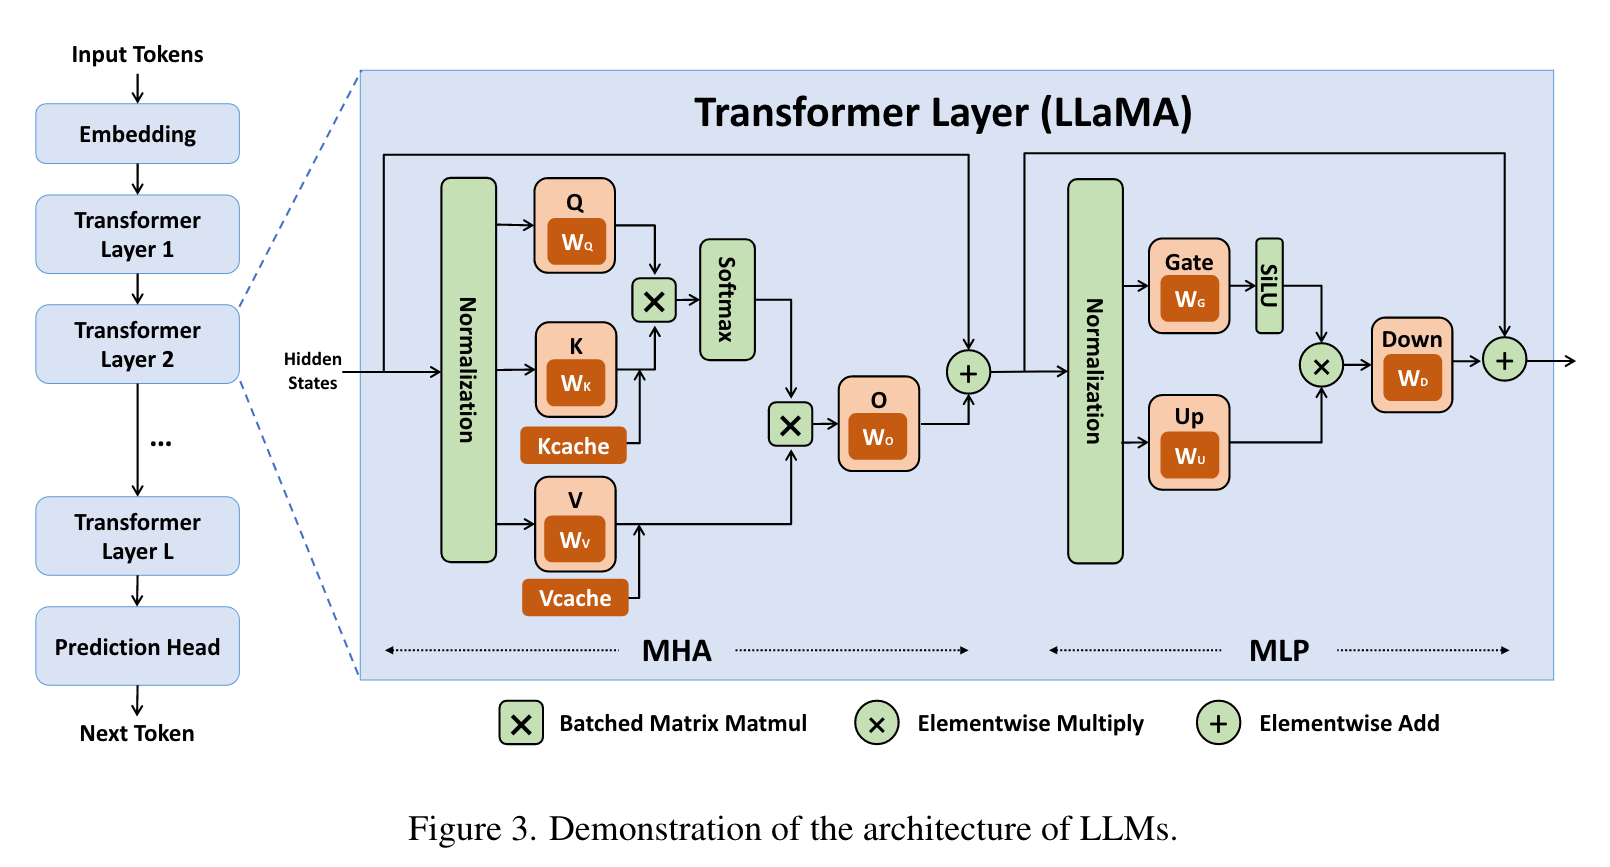 Input Tokens
Embedding
Transformer
Layer 1
Transformer
Layer 2
...
Transformer
Layer L
Prediction Head
Next Token
Transformer Layer (LLaMA)
Hidden
States
Normalization
Q
WQ
K
WK
Kcache
V
WV
Vcache
Softmax
O
WO
Normalization
Gate
WG
SiLU
Up
WU
Down
WD
MHA
MLP
Batched Matrix Matmul
Elementwise Multiply
Elementwise Add
Figure 3. Demonstration of the architecture of LLMs.